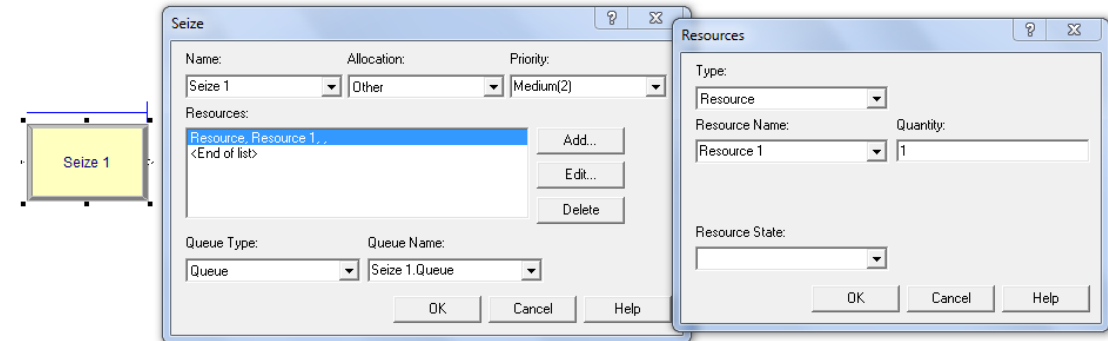 Seize 1
Seize
Name:
Allocation:
Priority:
Seize 1
Other
Medium(2)
Resources:
Resource, Resource 1, ,
<End of list>
Add...
Edit...
Delete
Queue Type:
Queue Name:
Queue
Seize 1.Queue
OK
Cancel
Help
Resources
Type:
Resource
Resource Name:
Quantity:
Resource 1
1
Resource State:
OK
Cancel
Help